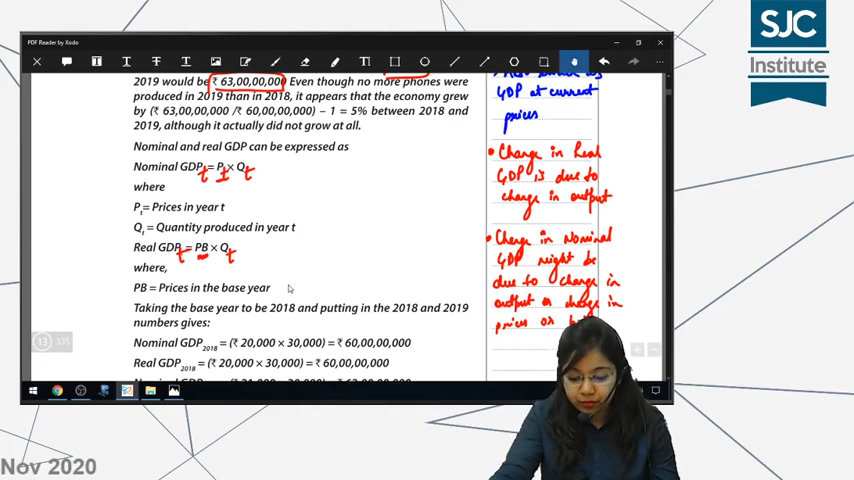 PDF Reader by Xodo
SJC
Institute
2019 would be ₹ 63,00,00,000 Even though no more phones were
produced in 2019 than in 2018, it appears that the economy grew
by (₹ 63,00,00,000 /₹ 60,00,00,000) – 1 = 5% between 2018 and
2019, although it actually did not grow at all.
Nominal and real GDP can be expressed as
Nominal GDPt = Pt × Qt
t t t
where
Pt = Prices in year t
Qt = Quantity produced in year t
Real GDPt = PB × Qt
t t
where,
PB = Prices in the base year
Taking the base year to be 2018 and putting in the 2018 and 2019
numbers gives:
Nominal GDP2018 = (₹ 20,000 × 30,000) = ₹ 60,00,00,000
Real GDP2018 = (₹ 20,000 × 30,000) = ₹ 60,00,00,000
GDP at current
prices
• Change in Real
GDP is due to
change in output
• Change in Nominal
GDP might be
due to change in
output or change in
prices or
13 335
Nov 2020